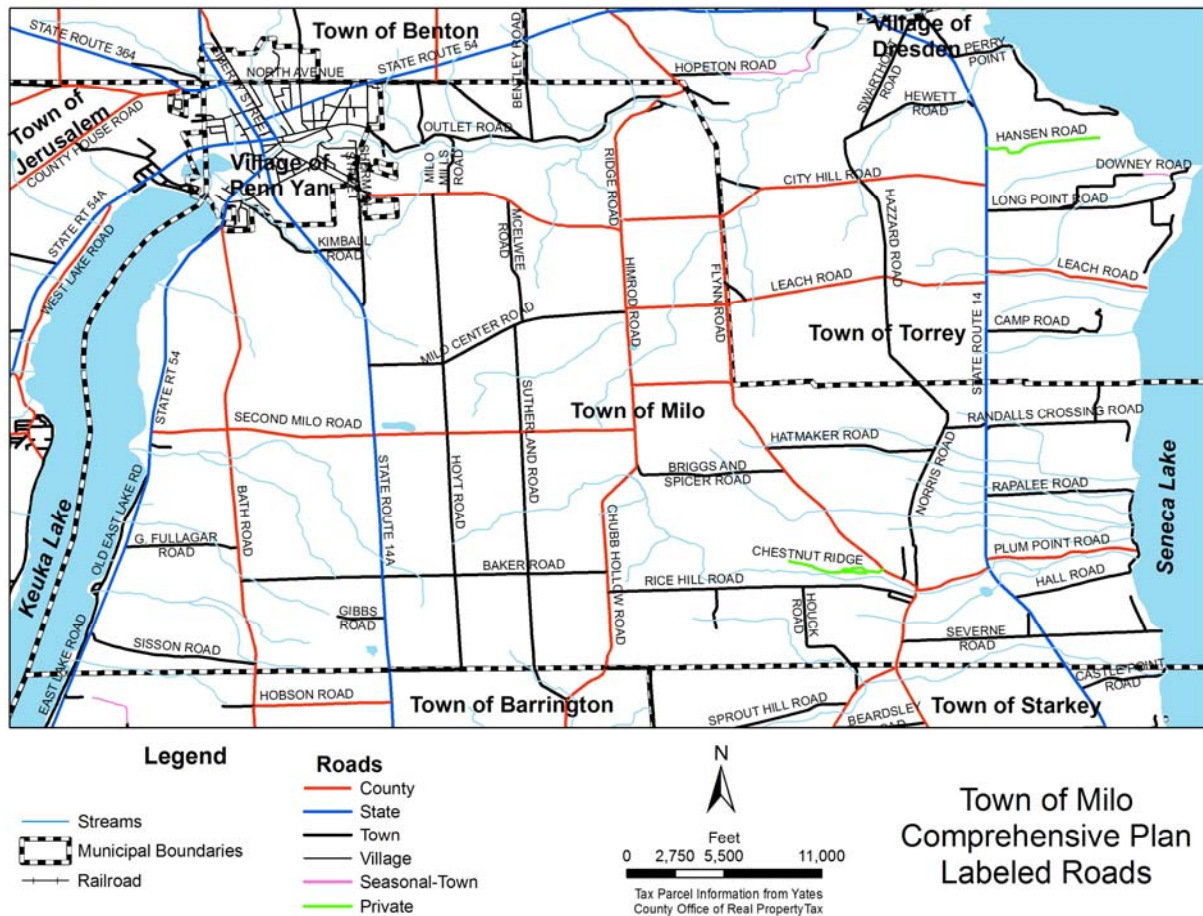 Town of Benton
Village of
Dresden
STATE ROUTE 364
LIBERTY STREET
NORTH AVENUE
STATE ROUTE 54
BENTLEY ROAD
HOPETON ROAD
PERRY
POINT
ROAD
HEWETT
ROAD
Town of
Jerusalem
COUNTY HOUSE ROAD
OUTLET ROAD
HANSEN ROAD
Village of
Penn Yan
STREET
MILO
MILLS
ROAD
RIDGE ROAD
DOWNEY ROAD
CITY HILL ROAD
LONG POINT ROAD
STATE RT 54A
WEST LAKE ROAD
KIMBALL
ROAD
MCELWEE
ROAD
HAZZARD ROAD
HIMROD ROAD
FLYNN ROAD
LEACH ROAD
LEACH ROAD
MILO CENTER ROAD
Town of Torrey
CAMP ROAD
STATE ROUTE 14
STATE RT 54
SECOND MILO ROAD
SUTHERLAND ROAD
Town of Milo
RANDALLS CROSSING ROAD
HATMAKER ROAD
BRIGGS AND
SPICER ROAD
NORRIS ROAD
RAPALEE ROAD
Seneca Lake
Keuka Lake
OLD EAST LAKE RD
BATH ROAD
STATE ROUTE 14A
HOYT ROAD
CHUBB HOLLOW ROAD
G. FULLAGAR
ROAD
CHESTNUT RIDGE
PLUM POINT ROAD
BAKER ROAD
RICE HILL ROAD
HALL ROAD
GIBBS
ROAD
HOUCK
ROAD
SEVERNE
ROAD
SISSON ROAD
EAST LAKE ROAD
HOBSON ROAD
Town of Barrington
SPROUT HILL ROAD
BEARDSLEY
Town of Starkey
CASTLE POINT
ROAD
Legend
Streams
Municipal Boundaries
Railroad
Roads
County
State
Town
Village
Seasonal-Town
Private
N
Feet
0 2,750 5,500 11,000
Tax Parcel Information from Yates
County Office of Real PropertyTax
Town of Milo
Comprehensive Plan
Labeled Roads